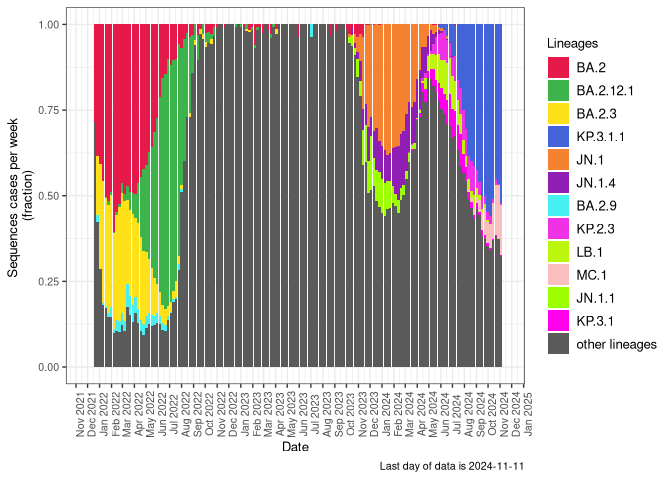 1.00
0.75
0.50
0.25
0.00
Sequences cases per week
(fraction)
Nov 2021
Dec 2021
Jan 2022
Feb 2022
Mar 2022
Apr 2022
May 2022
Jun 2022
Jul 2022
Aug 2022
Sep 2022
Oct 2022
Nov 2022
Dec 2022
Jan 2023
Feb 2023
Mar 2023
Apr 2023
May 2023
Jun 2023
Jul 2023
Aug 2023
Sep 2023
Oct 2023
Nov 2023
Dec 2023
Jan 2024
Feb 2024
Mar 2024
Apr 2024
May 2024
Jun 2024
Jul 2024
Aug 2024
Sep 2024
Oct 2024
Nov 2024
Dec 2024
Jan 2025
Date
Lineages
BA.2
BA.2.12.1
BA.2.3
KP.3.1.1
JN.1
JN.1.4
BA.2.9
KP.2.3
LB.1
MC.1
JN.1.1
KP.3.1
other lineages
Last day of data is 2024-11-11